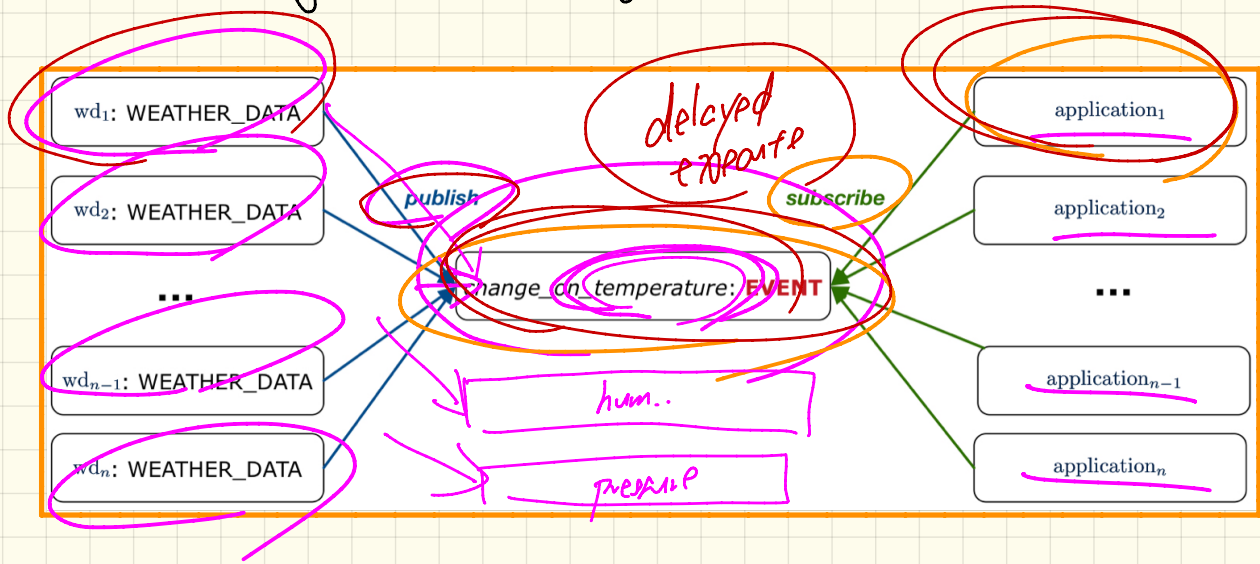 wd₁: WEATHER_DATA
application₁
delayed
execute
wd₂: WEATHER_DATA
publish
subscribe
application₂
...
change_on_temperature: EVENT
...
wdₙ₋₁: WEATHER_DATA
hum..
applicationₙ₋₁
wdₙ: WEATHER_DATA
pressure
applicationₙ